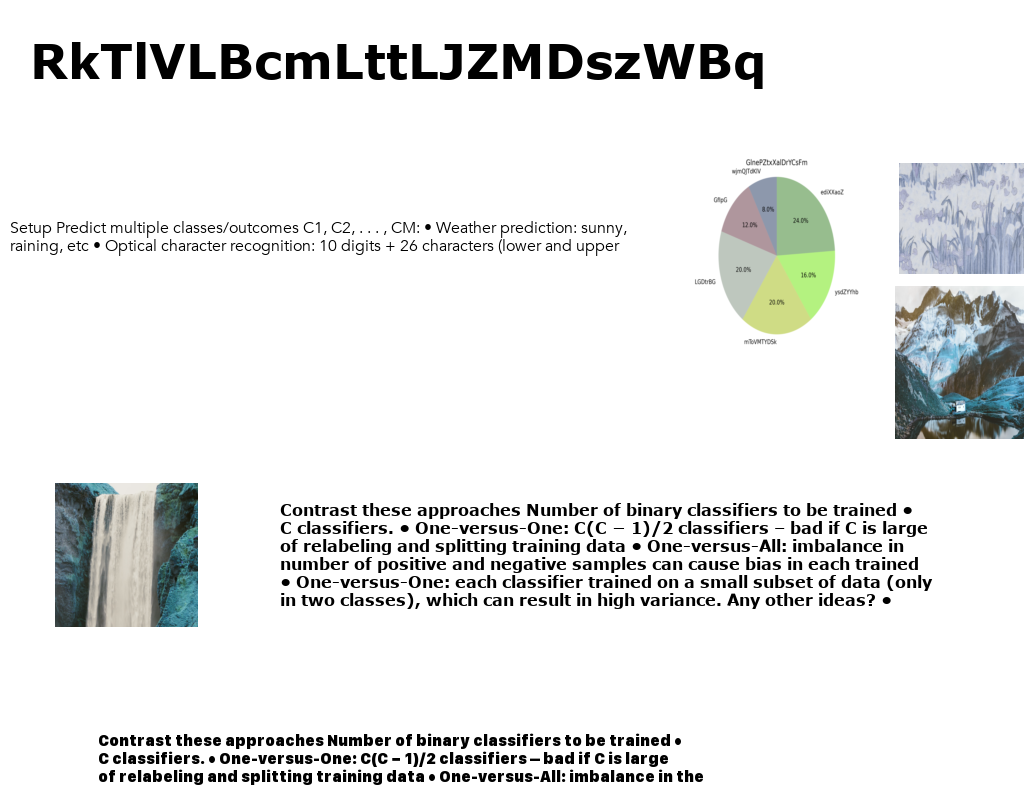 RkTlVLBcmLttLJZMDszWBq
GlnePZtxXalDrYCsFm
wjmQJTdKlV
ediXXaoZ
GflpG
8.0%
24.0%
12.0%
20.0%
16.0%
LGDtrBG
ysdZYYhb
20.0%
mToVMTYDSk
Setup Predict multiple classes/outcomes C1, C2, . . . , CM: • Weather prediction: sunny,
raining, etc • Optical character recognition: 10 digits + 26 characters (lower and upper
Contrast these approaches Number of binary classifiers to be trained •
C classifiers. • One-versus-One: C(C − 1)/2 classifiers – bad if C is large
of relabeling and splitting training data • One-versus-All: imbalance in
number of positive and negative samples can cause bias in each trained
• One-versus-One: each classifier trained on a small subset of data (only
in two classes), which can result in high variance. Any other ideas? •
Contrast these approaches Number of binary classifiers to be trained •
C classifiers. • One-versus-One: C(C − 1)/2 classifiers – bad if C is large
of relabeling and splitting training data • One-versus-All: imbalance in the